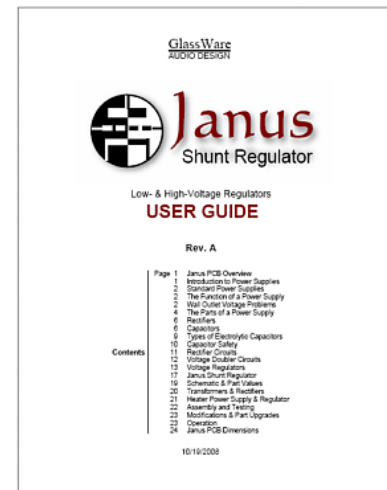 GlassWare
AUDIO DESIGN
Janus
Shunt Regulator
Low- & High-Voltage Regulators
USER GUIDE
Rev. A
Contents
Page 1 Janus PCB Overview
1 Introduction to Power Supplies
2 Standard Power Supplies
2 The Function of a Power Supply
2 Wall Outlet Voltage Problems
4 The Parts of a Power Supply
6 Rectifiers
6 Capacitors
9 Types of Electrolytic Capacitors
10 Capacitor Safety
11 Rectifier Circuits
12 Voltage Doubler Circuits
13 Voltage Regulators
17 Janus Shunt Regulator
19 Schematic & Part Values
20 Transformers & Rectifiers
21 Heater Power Supply & Regulator
22 Assembly and Testing
23 Modifications & Part Upgrades
23 Operation
24 Janus PCB Dimensions
10/19/2008